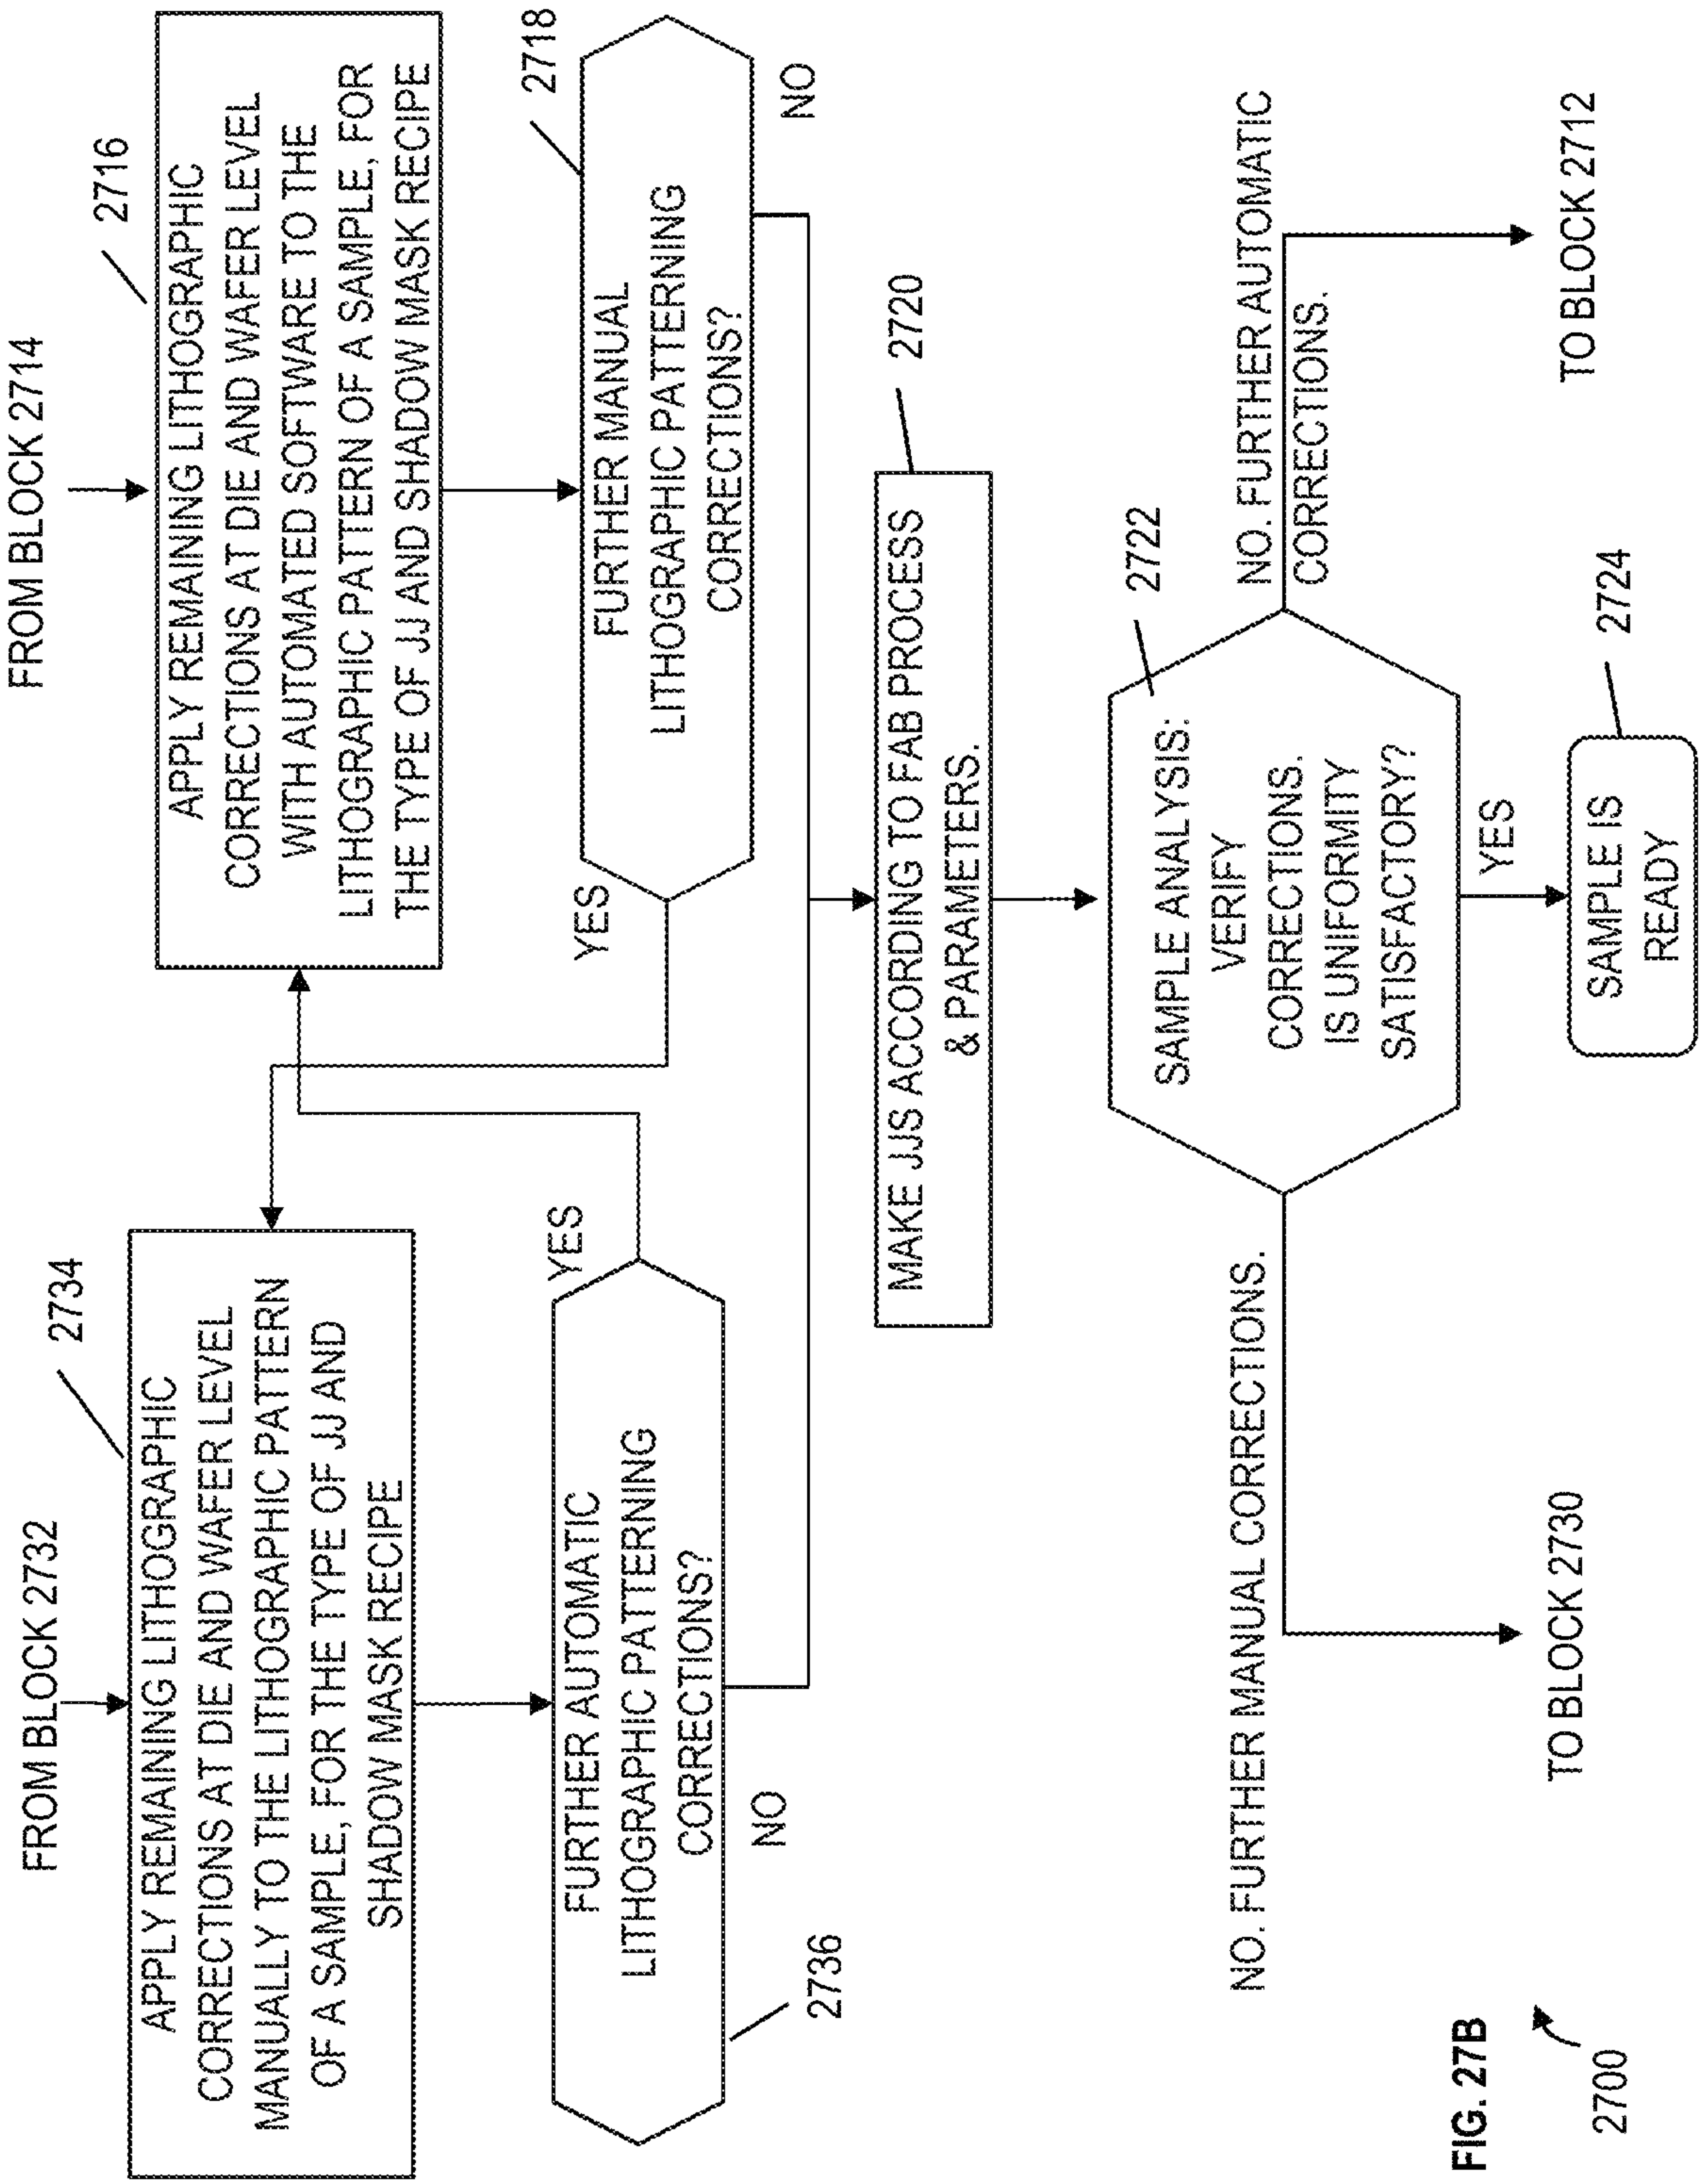 FROM BLOCK 2732
2734
APPLY REMAINING LITHOGRAPHIC
CORRECTIONS AT DIE AND WAFER LEVEL
MANUALLY TO THE LITHOGRAPHIC PATTERN
OF A SAMPLE, FOR THE TYPE OF JJ AND
SHADOW MASK RECIPE
FROM BLOCK 2714
2716
APPLY REMAINING LITHOGRAPHIC
CORRECTIONS AT DIE AND WAFER LEVEL
WITH AUTOMATED SOFTWARE TO THE
LITHOGRAPHIC PATTERN OF A SAMPLE, FOR
THE TYPE OF JJ AND SHADOW MASK RECIPE
2736
FURTHER AUTOMATIC
LITHOGRAPHIC PATTERNING
CORRECTIONS?
YES
NO
2718
FURTHER MANUAL
LITHOGRAPHIC PATTERNING
CORRECTIONS?
YES
NO
2720
MAKE JJS ACCORDING TO FAB PROCESS
& PARAMETERS.
2722
SAMPLE ANALYSIS:
VERIFY
CORRECTIONS.
IS UNIFORMITY
SATISFACTORY?
NO. FURTHER MANUAL CORRECTIONS.
TO BLOCK 2730
NO. FURTHER AUTOMATIC
CORRECTIONS.
TO BLOCK 2712
YES
2724
SAMPLE IS
READY
FIG. 27B
2700